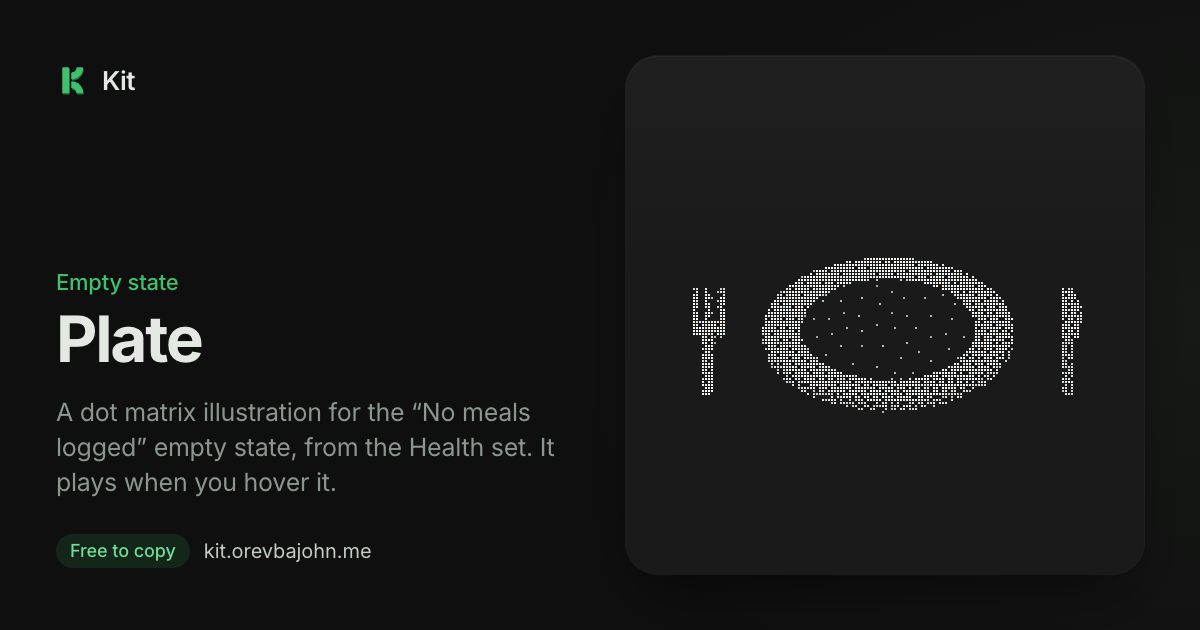 Kit
Empty state
Plate
A dot matrix illustration for the “No meals
logged” empty state, from the Health set. It
plays when you hover it.
Free to copy
kit.orevbajohn.me